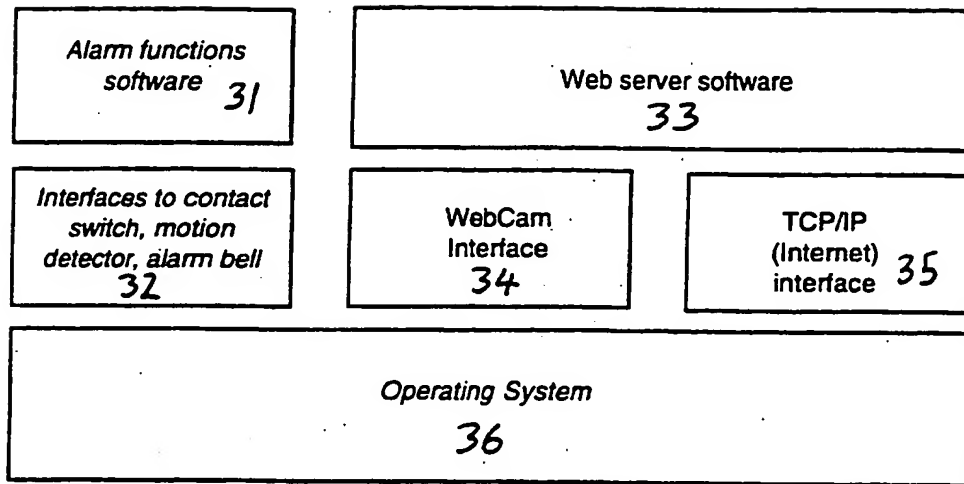 Alarm functions
software 31
Web server software
33
Interfaces to contact
switch, motion
detector, alarm bell
32
WebCam
Interface
34
TCP/IP
(Internet)
interface 35
Operating System
36